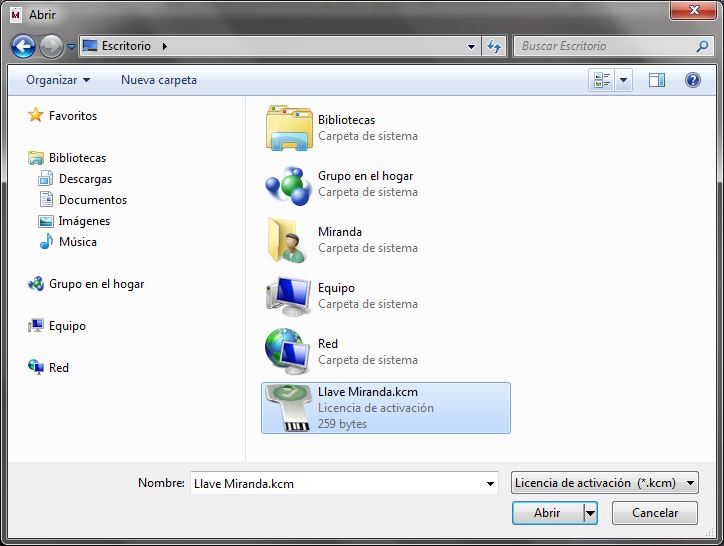 M Abrir
Escritorio
Buscar Escritorio
Organizar
Nueva carpeta
Favoritos
Bibliotecas
Descargas
Documentos
Imágenes
Música
Grupo en el hogar
Equipo
Red
Bibliotecas
Carpeta de sistema
Grupo en el hogar
Carpeta de sistema
Miranda
Carpeta de sistema
Equipo
Carpeta de sistema
Red
Carpeta de sistema
Llave Miranda.kcm
Licencia de activación
259 bytes
Nombre: Llave Miranda.kcm
Licencia de activación (*.kcm)
Abrir
Cancelar